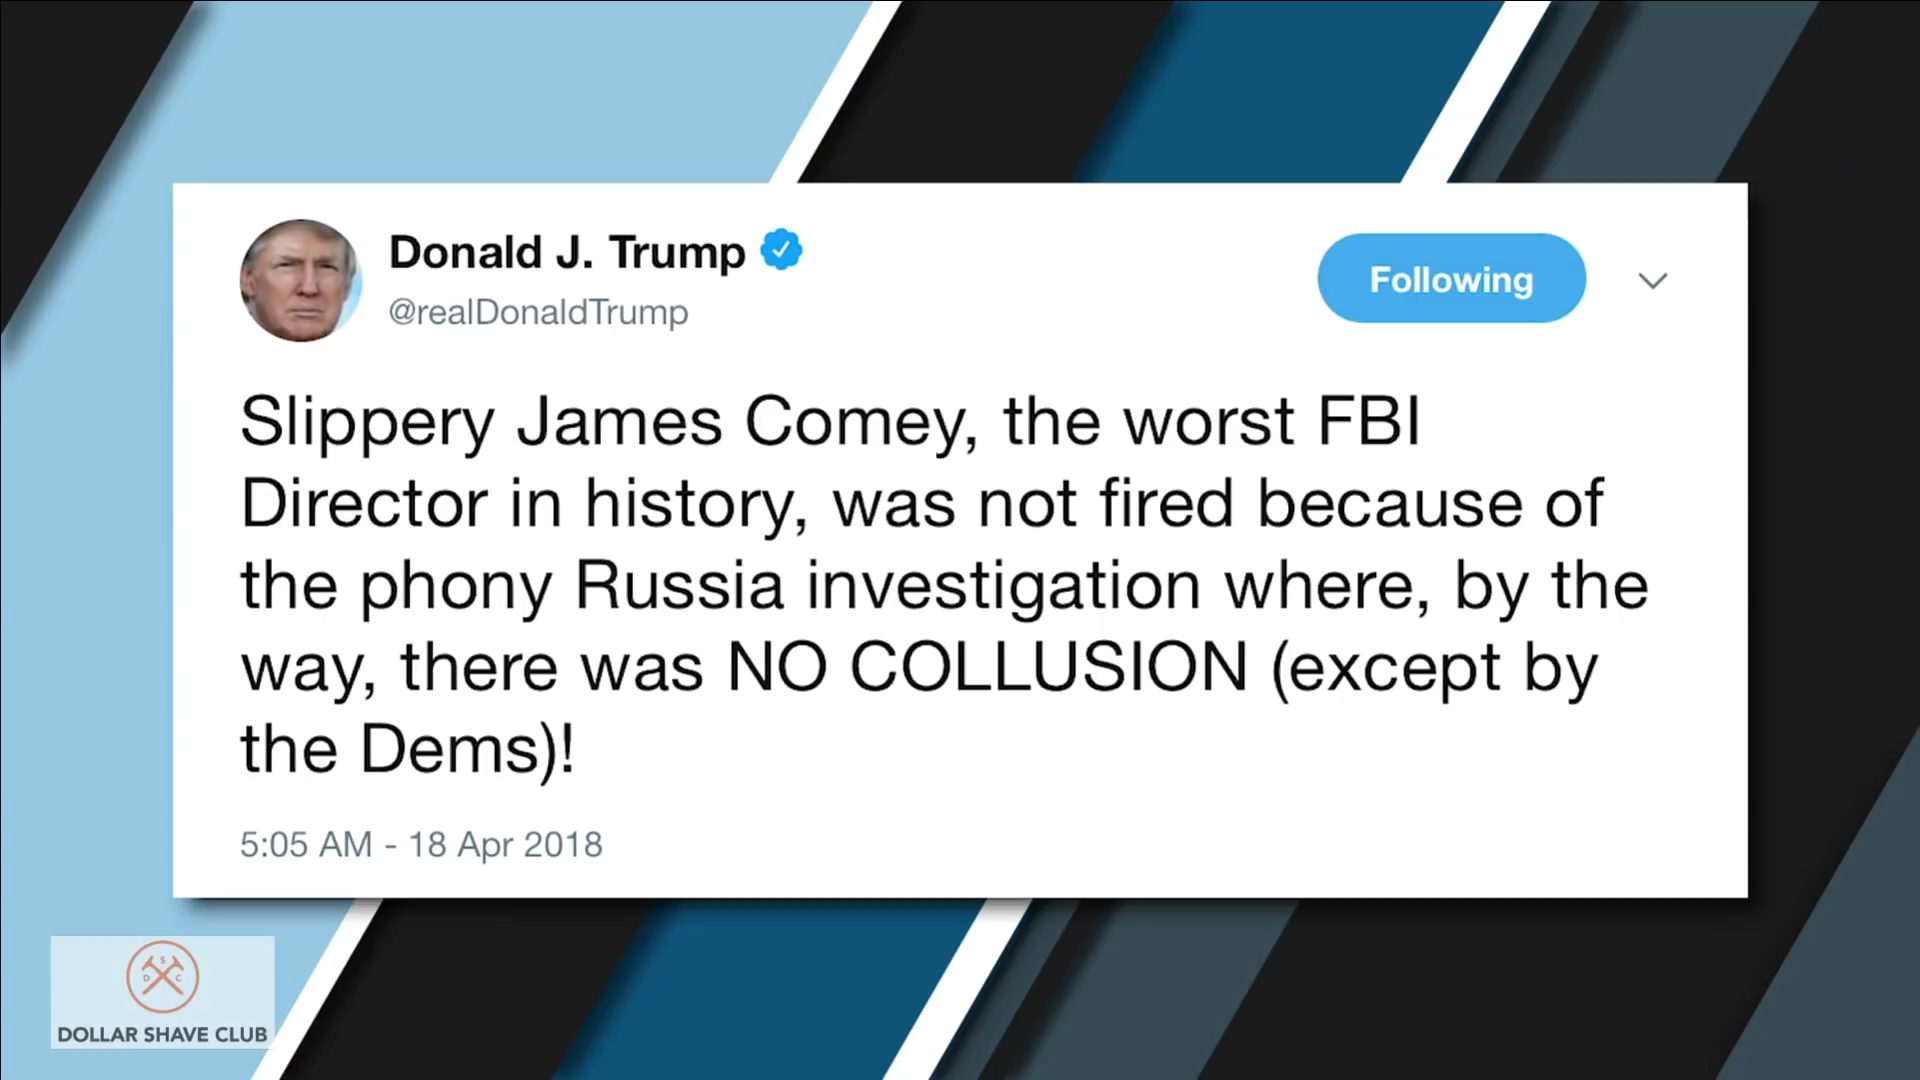 Donald J. Trump
@realDonaldTrump
Following
Slippery James Comey, the worst FBI
Director in history, was not fired because of
the phony Russia investigation where, by the
way, there was NO COLLUSION (except by
the Dems)!
5:05 AM - 18 Apr 2018
S
D C
DOLLAR SHAVE CLUB